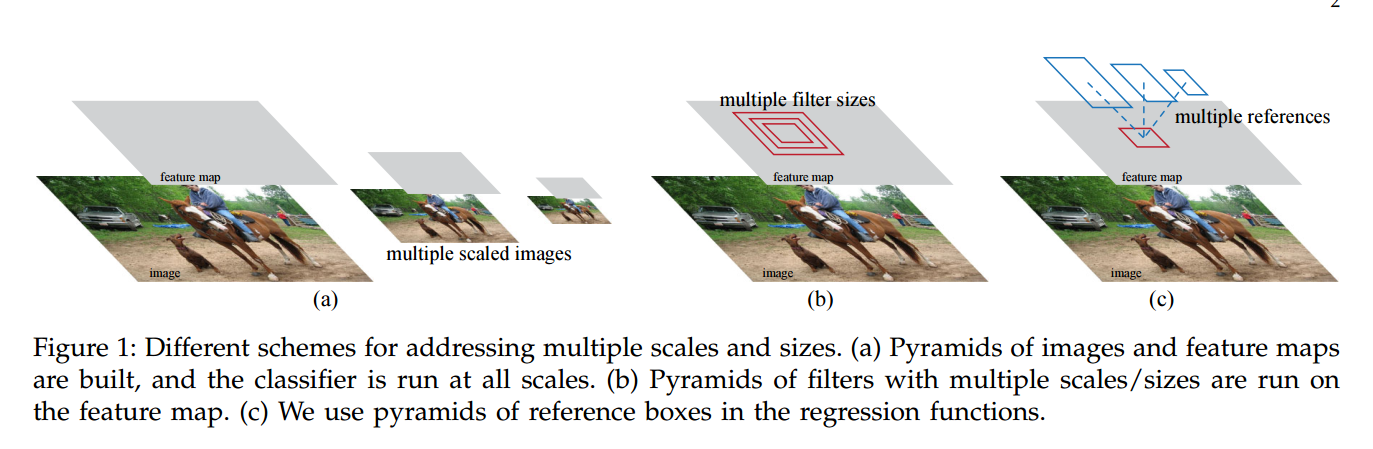 2
multiple filter sizes
multiple references
feature map
feature map
feature map
multiple scaled images
image
image
image
(a)
(b)
(c)
Figure 1: Different schemes for addressing multiple scales and sizes. (a) Pyramids of images and feature maps
are built, and the classifier is run at all scales. (b) Pyramids of filters with multiple scales/sizes are run on
the feature map. (c) We use pyramids of reference boxes in the regression functions.